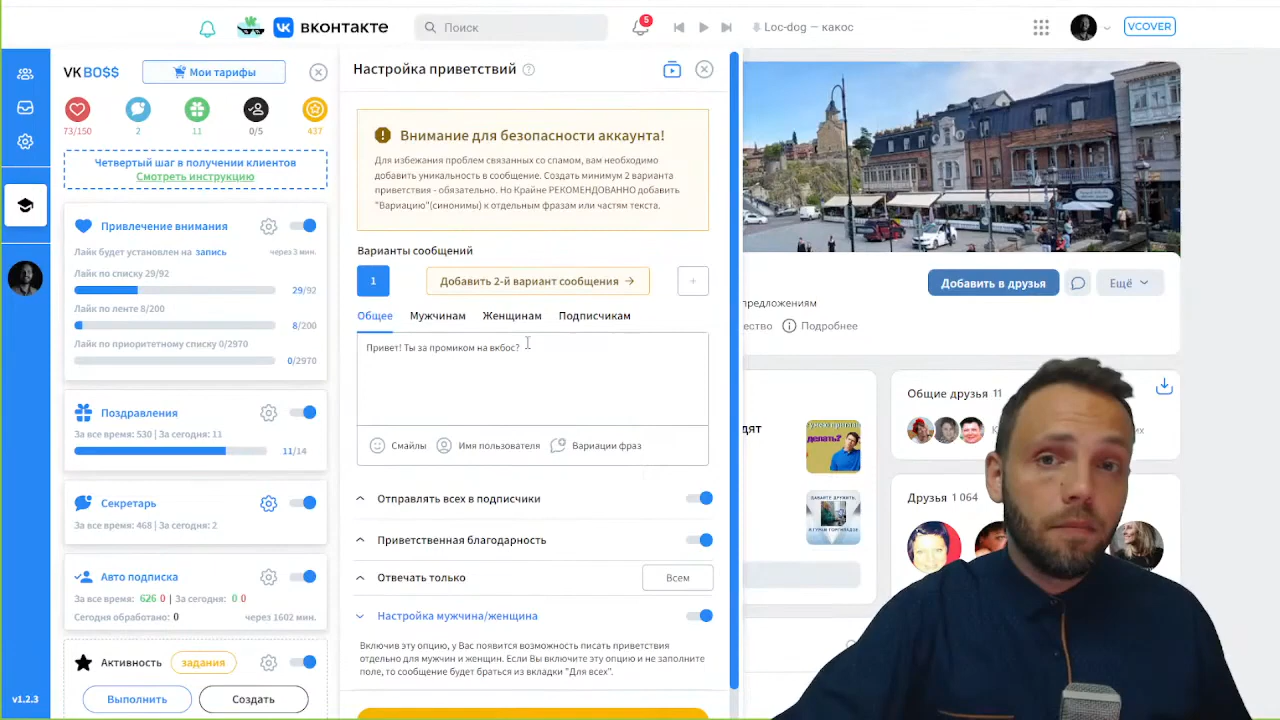 вконтакте
Поиск
5
Loc-dog — какос
VCOVER
VKBO$$
Мои тарифы
73/150
2
11
0/5
437
Четвертый шаг в получении клиентов
Смотреть инструкцию
Привлечение внимания
Лайк будет установлен на запись
через 3 мин.
Лайк по списку 29/92
29/92
Лайк по ленте 8/200
8/200
Лайк по приоритетному списку 0/2970
0/2970
Поздравления
За все время: 530 | За сегодня: 11
11/14
Секретарь
За все время: 468 | За сегодня: 2
Авто подписка
За все время: 626 0 | За сегодня: 0 0
Сегодня обработано: 0
через 1602 мин.
Активность
задания
Выполнить
Создать
v1.2.3
Настройка приветствий
Внимание для безопасности аккаунта!
Для избежания проблем связанных со спамом, вам необходимо
добавить уникальность в сообщение. Создать минимум 2 варианта
приветствия - обязательно. Но Крайне РЕКОМЕНДОВАННО добавить
"Вариацию"(синонимы) к отдельным фразам или частям текста.
Варианты сообщений
1
Добавить 2-й вариант сообщения →
+
Общее
Мужчинам
Женщинам
Подписчикам
Привет! Ты за промиком на вкбос?
Смайлы
Имя пользователя
Вариации фраз
Отправлять всех в подписчики
Приветственная благодарность
Отвечать только
Всем
Настройка мужчина/женщина
Включив эту опцию, у Вас появится возможность писать приветствия
отдельно для мужчин и женщин. Если Вы включите эту опцию и не заполните
поле, то сообщение будет браться из вкладки "Для всех".
Добавить в друзья
Ещё
предложениям
ество
Подробнее
Общие друзья 11
Друзья 1 064
дят
делать?